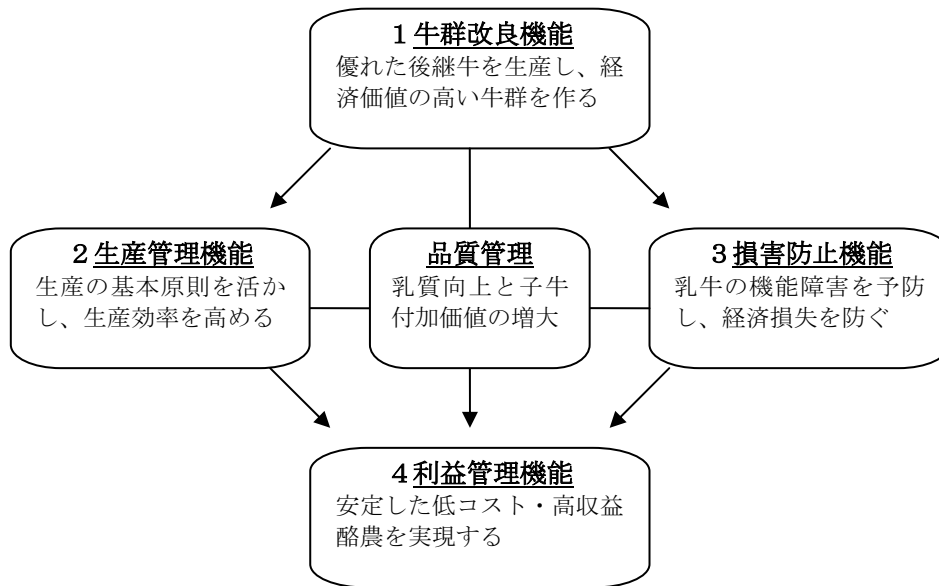 1 牛群改良機能
優れた後継牛を生産し、経
済価値の高い牛群を作る
2 生産管理機能
生産の基本原則を活か
し、生産効率を高める
品質管理
乳質向上と子牛
付加価値の増大
3 損害防止機能
乳牛の機能障害を予防
し、経済損失を防ぐ
4 利益管理機能
安定した低コスト・高収益
酪農を実現する